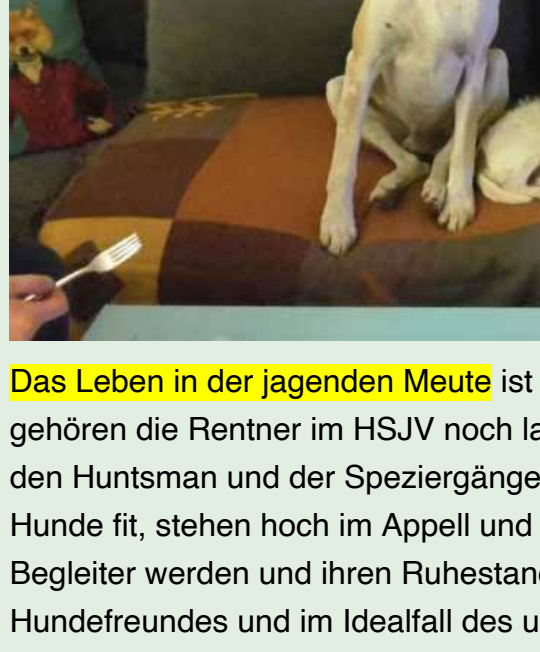 Das Leben in der jagenden Meute ist
gehören die Rentner im HSJV noch la
den Huntsman und der Speziergänge
Hunde fit, stehen hoch im Appell und
Begleiter werden und ihren Ruhestan
Hundefreundes und im Idealfall des u